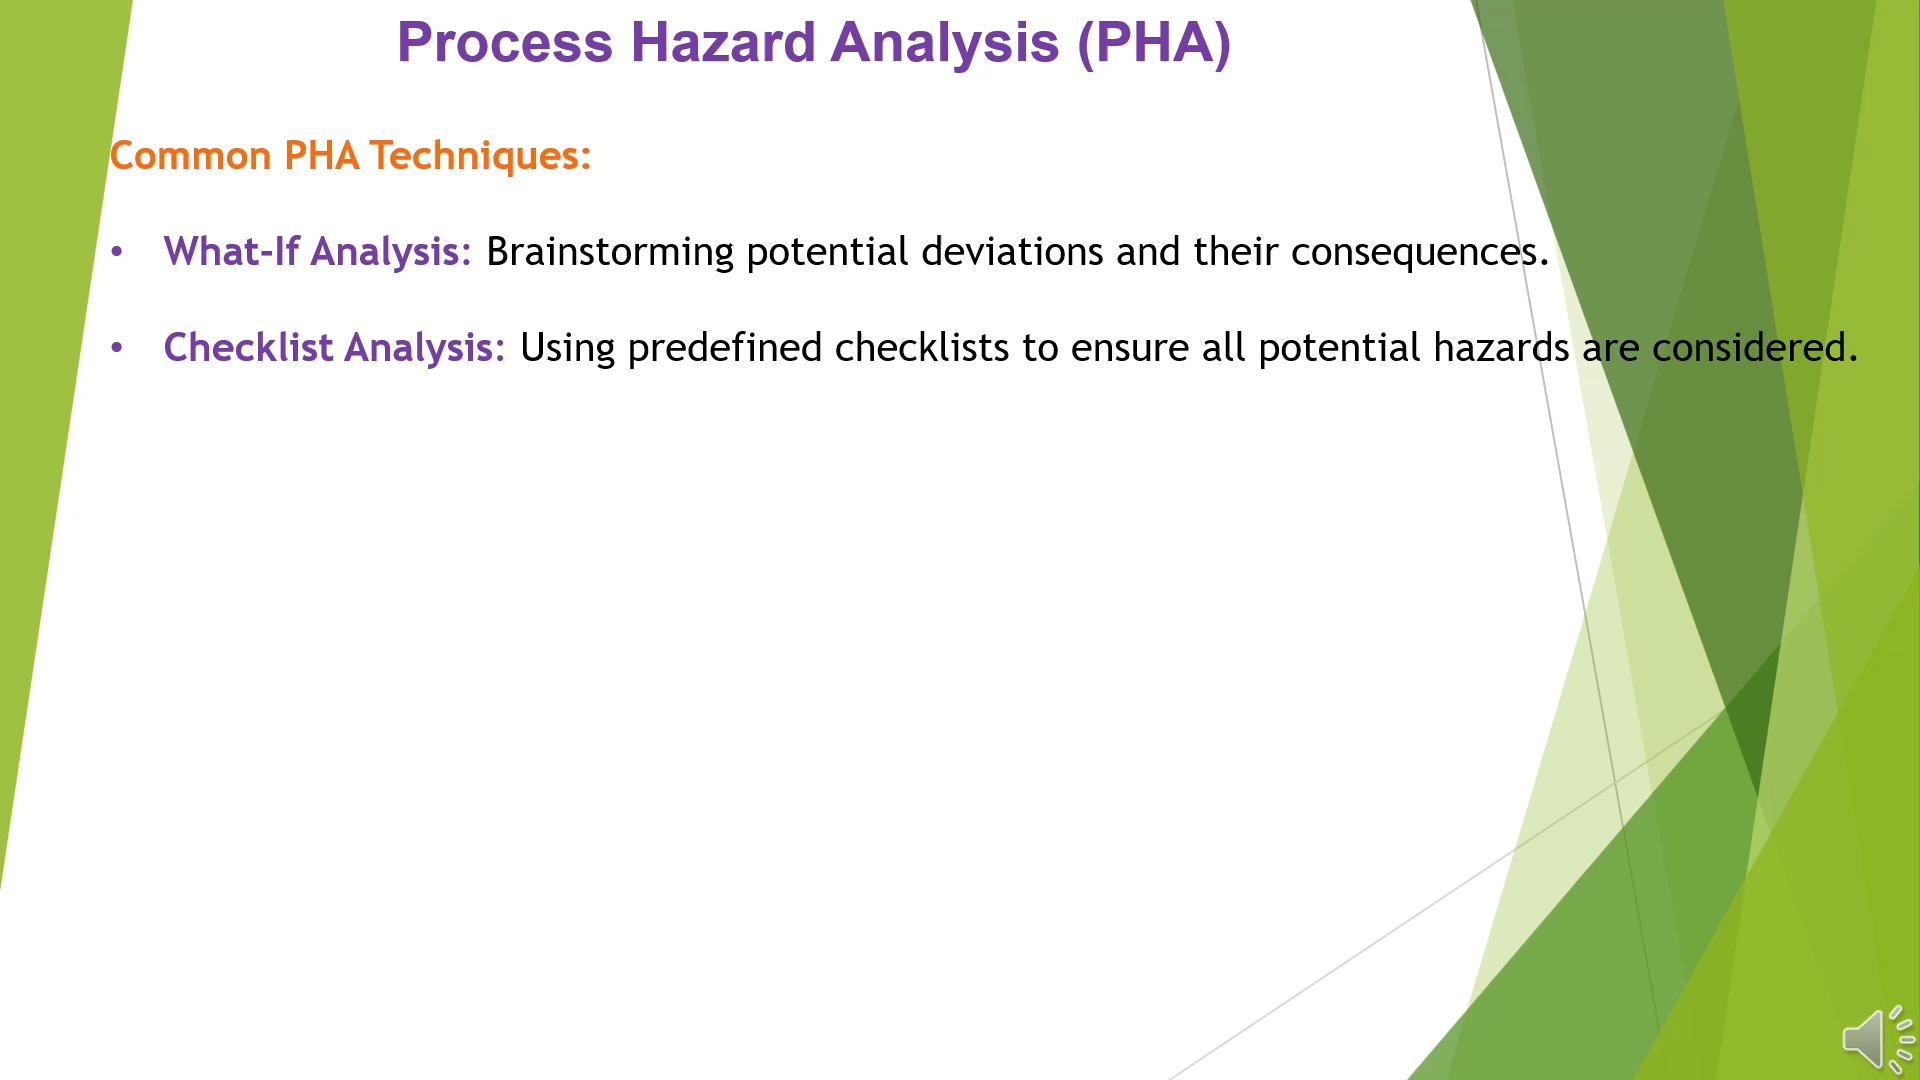 Process Hazard Analysis (PHA)
Common PHA Techniques:
• What-If Analysis: Brainstorming potential deviations and their consequences.
• Checklist Analysis: Using predefined checklists to ensure all potential hazards are considered.